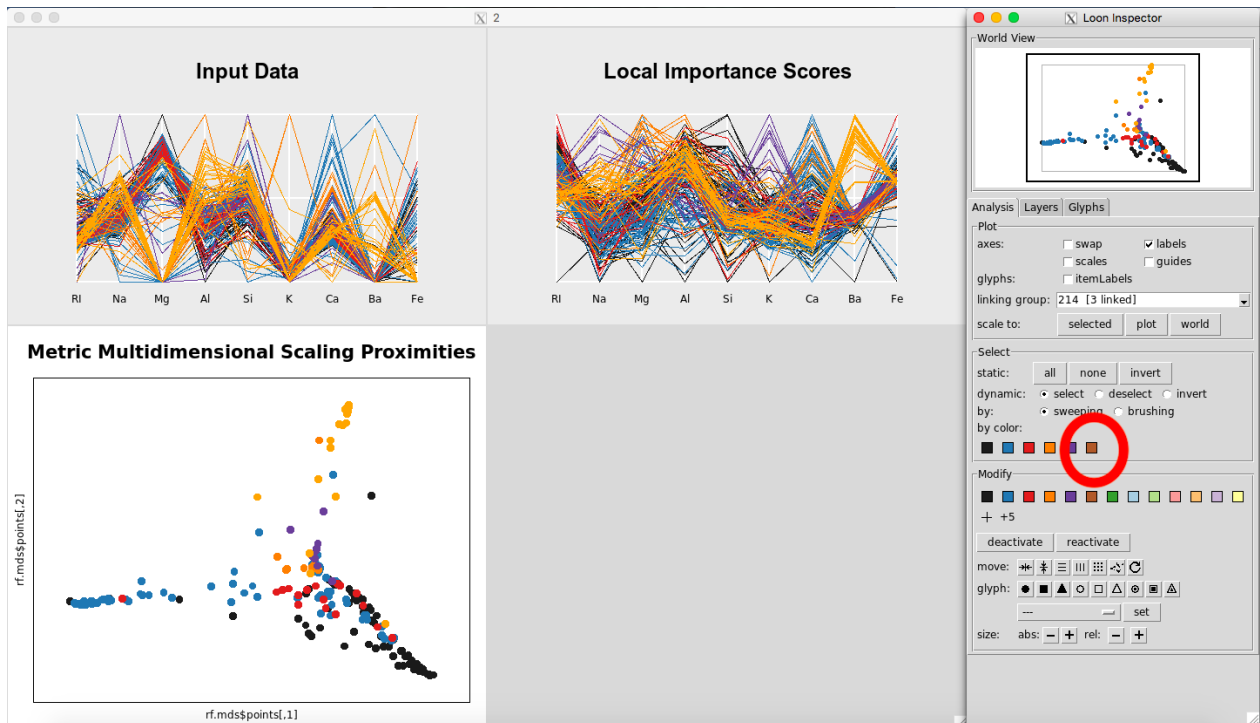 2
Loon Inspector
Input Data
RI Na Mg Al Si K Ca Ba Fe
Local Importance Scores
RI Na Mg Al Si K Ca Ba Fe
Metric Multidimensional Scaling Proximities
rf.mds$points[,2]
rf.mds$points[,1]
World View
Analysis Layers Glyphs
Plot
axes: swap labels
scales guides
glyphs: itemLabels
linking group: 214 [3 linked]
scale to: selected plot world
Select
static: all none invert
dynamic: select deselect invert
by: sweeping brushing
by color:
Modify
+5
deactivate reactivate
move:
glyph:
--- set
size: abs: − + rel: − +